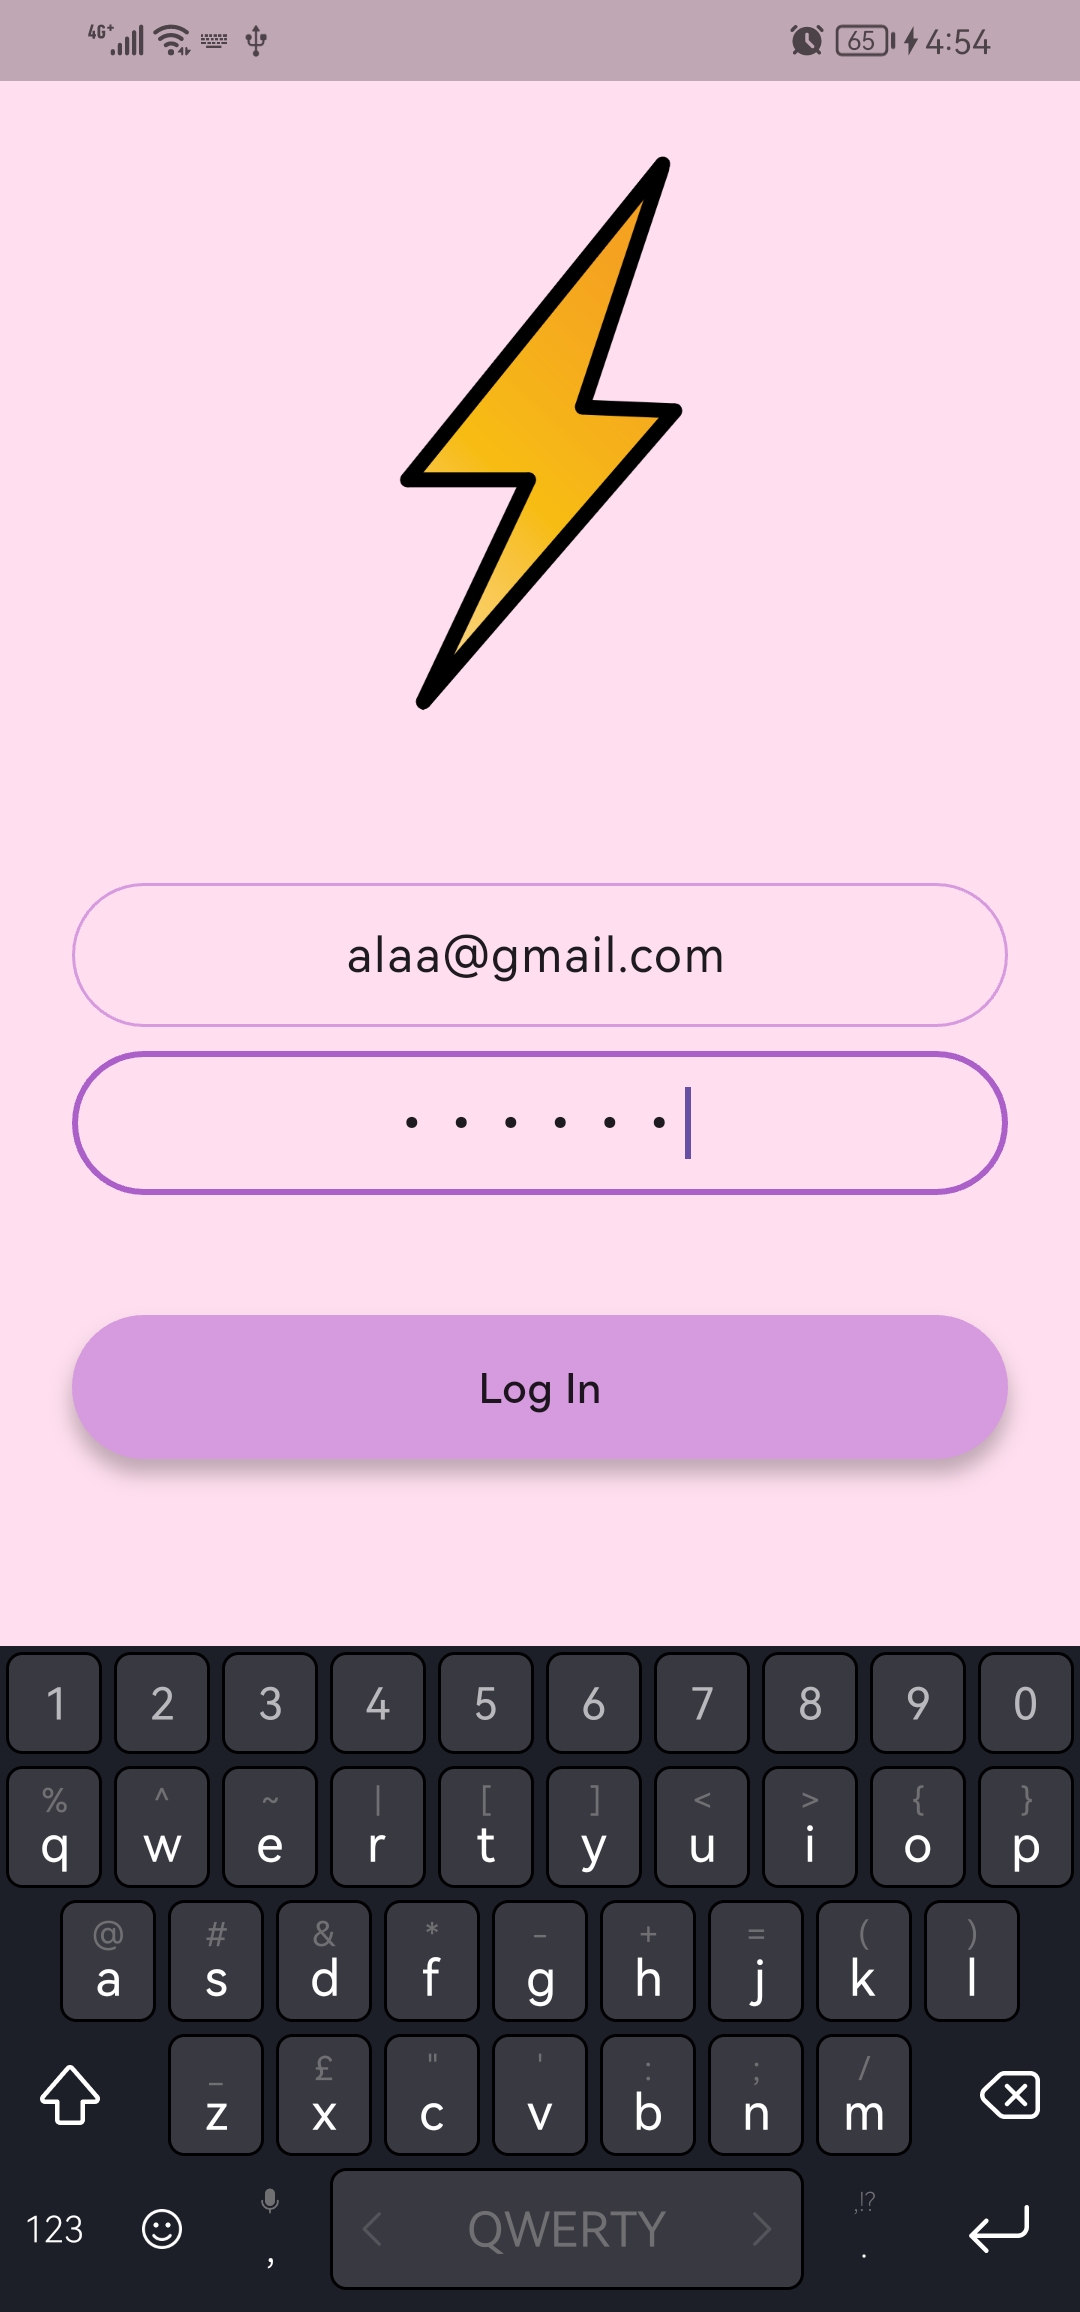 4G+ 65 4:54
alaa@gmail.com
••••••
Log In
1 2 3 4 5 6 7 8 9 0
% ^ ~ | [ ] < > { }
q w e r t y u i o p
@ # & * - + = ( )
a s d f g h j k l
_ £ " ' : ; /
z x c v b n m
,!?
123 , QWERTY .